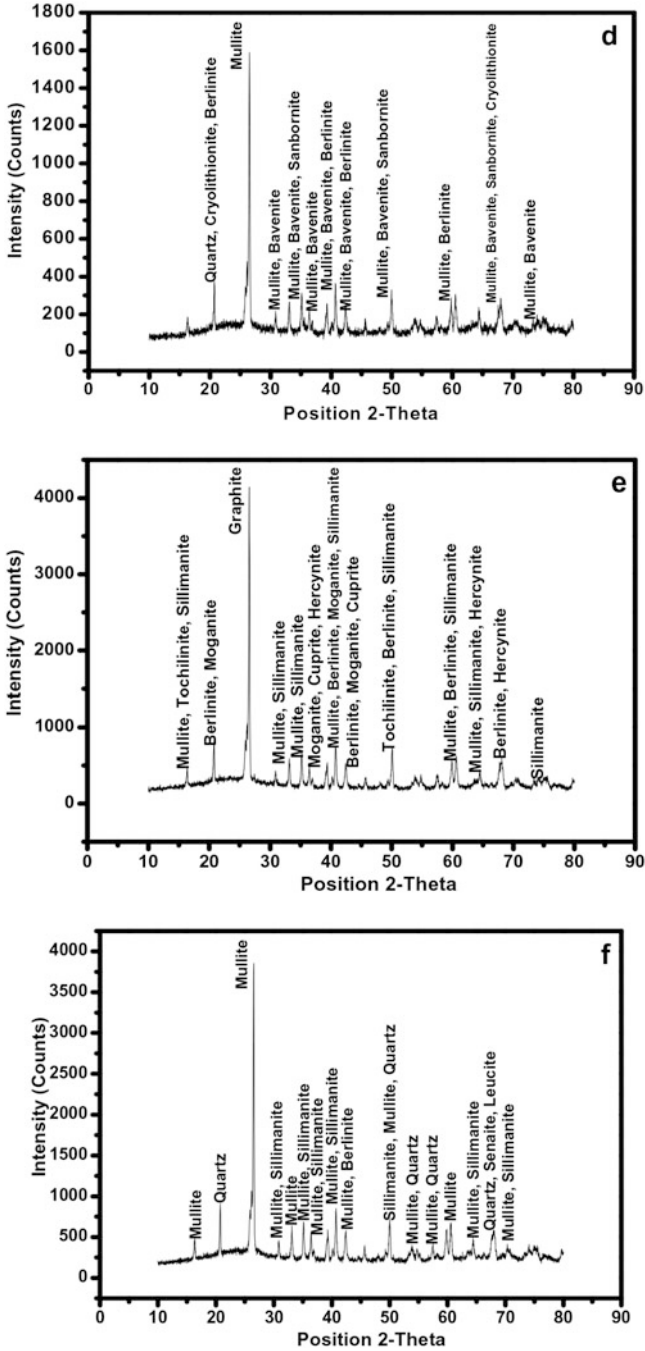 d
1800
1600
1400
1200
1000
800
600
400
200
0
Intensity (Counts)
Quartz, Cryolithionite, Berlinite
Mullite
Mullite, Bavenite
Mullite, Bavenite, Sanbornite
Mullite, Bavenite
Mullite, Bavenite, Berlinite
Mullite, Bavenite, Berlinite
Mullite, Bavenite, Sanbornite
Mullite, Berlinite
Mullite, Bavenite, Sanbornite, Cryolithionite
Mullite, Bavenite
0 10 20 30 40 50 60 70 80 90
Position 2-Theta
e
4000
3000
2000
1000
0
Intensity (Counts)
Mullite, Tochilinite, Sillimanite
Berlinite, Moganite
Graphite
Mullite, Sillimanite
Mullite, Sillimanite
Moganite, Cuprite, Hercynite
Mullite, Berlinite, Moganite, Sillimanite
Berlinite, Moganite, Cuprite
Tochilinite, Berlinite, Sillimanite
Mullite, Berlinite, Sillimanite
Mullite, Sillimanite, Hercynite
Berlinite, Hercynite
Sillimanite
0 10 20 30 40 50 60 70 80 90
Position 2-Theta
f
4000
3500
3000
2500
2000
1500
1000
500
0
Intensity (Counts)
Mullite
Quartz
Mullite
Mullite, Sillimanite
Mullite
Mullite, Sillimanite
Mullite, Sillimanite
Mullite, Sillimanite
Mullite, Berlinite
Sillimanite, Mullite, Quartz
Mullite, Quartz
Mullite, Quartz
Mullite
Mullite, Sillimanite
Quartz, Senaite, Leucite
Mullite, Silllimanite
0 10 20 30 40 50 60 70 80 90
Position 2-Theta